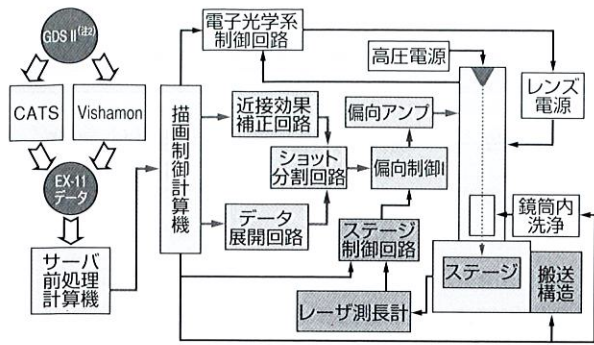 GDS II(注2)
CATS
Vishamon
EX-11
データ
サーバ
前処理
計算機
描画制御計算機
電子光学系
制御回路
近接効果
補正回路
ショット
分割回路
データ
展開回路
高圧電源
偏向アンプ
偏向制御I
ステージ
制御回路
レーザ測長計
レンズ
電源
鏡筒内
洗浄
ステージ
搬送
構造